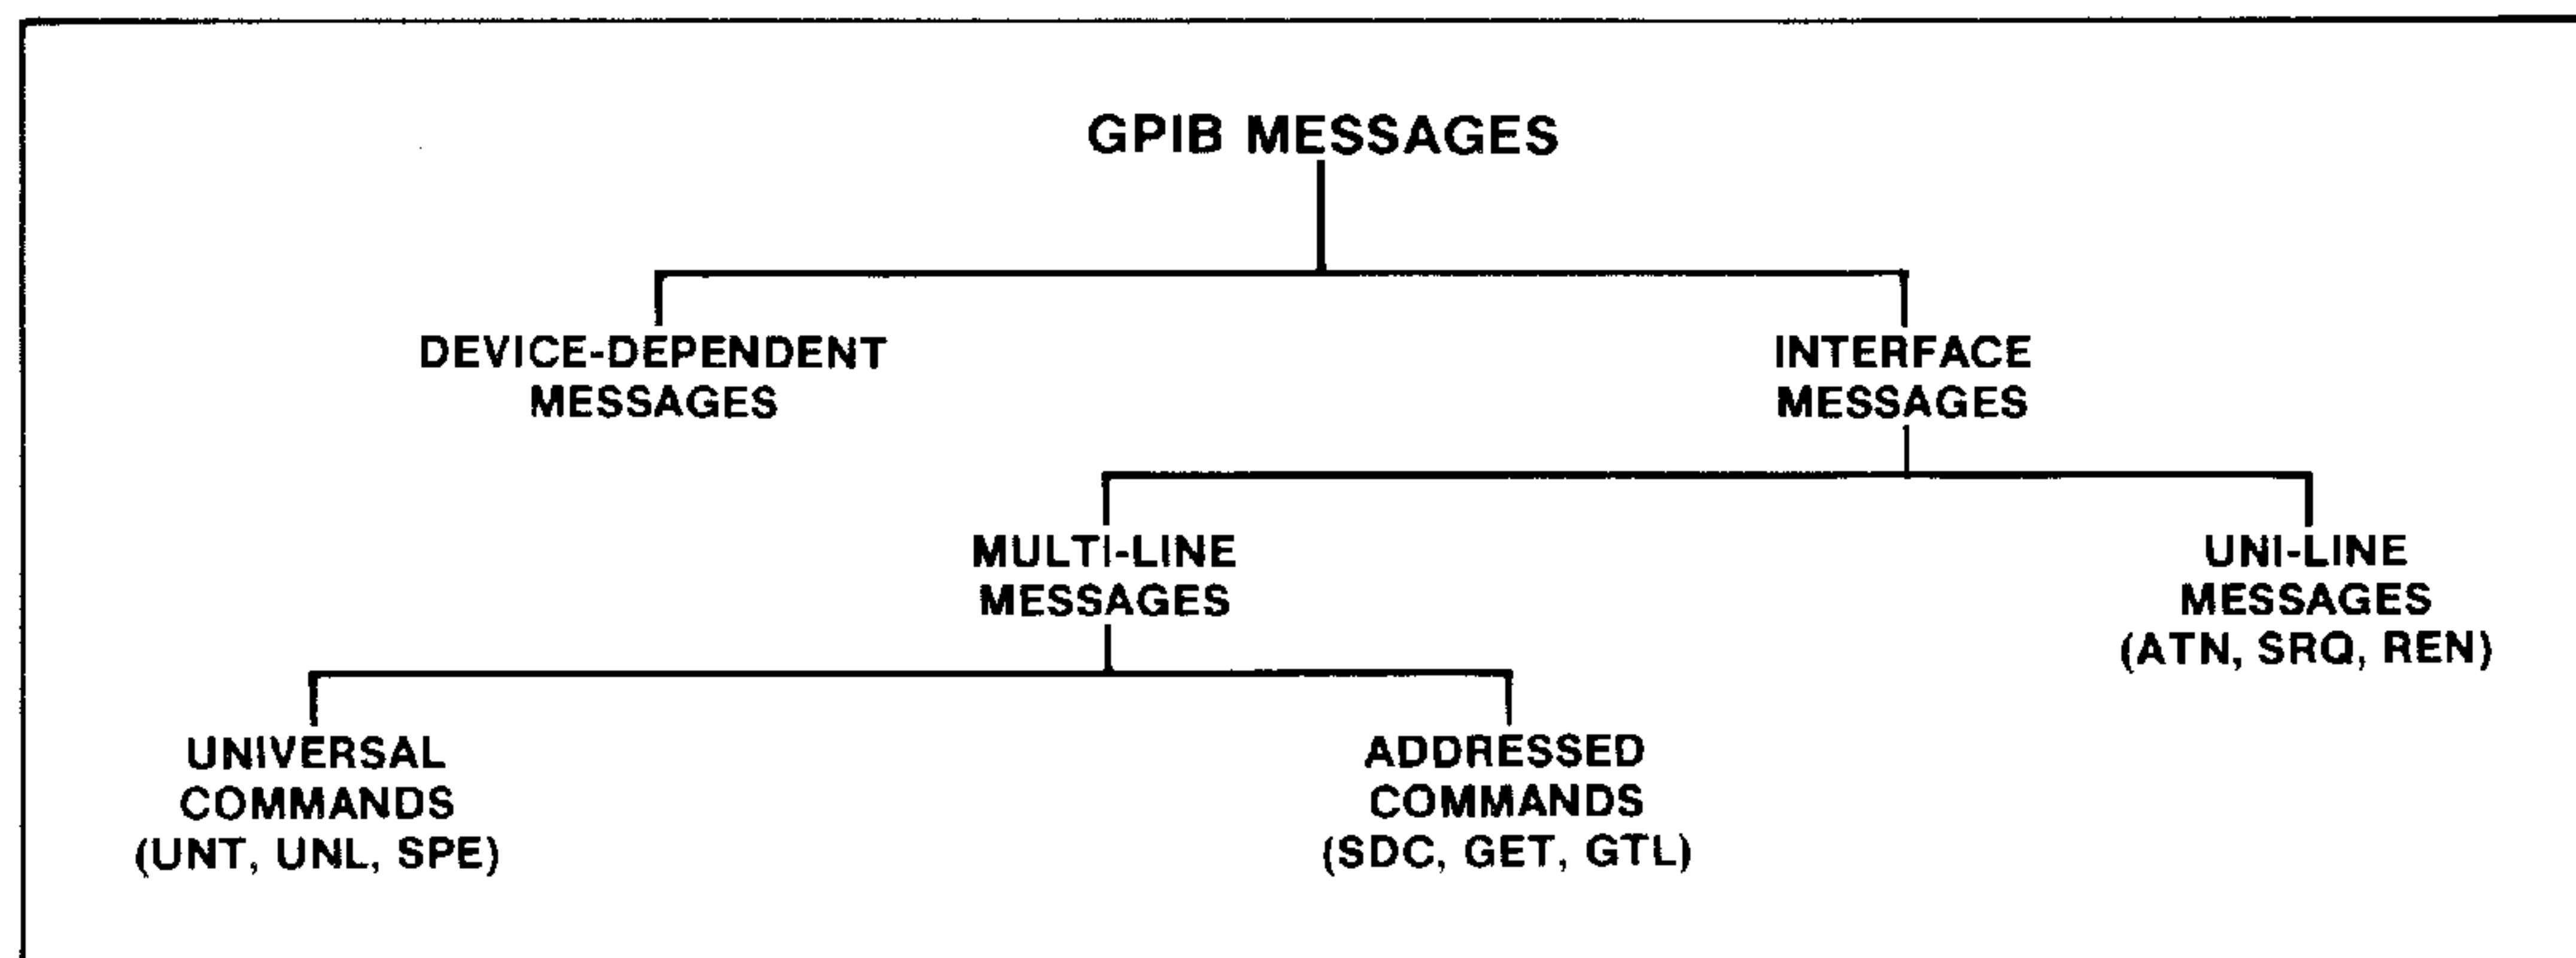 GPIB MESSAGES
DEVICE-DEPENDENT
MESSAGES
INTERFACE
MESSAGES
MULTI-LINE
MESSAGES
UNI-LINE
MESSAGES
(ATN, SRQ, REN)
UNIVERSAL
COMMANDS
(UNT, UNL, SPE)
ADDRESSED
COMMANDS
(SDC, GET, GTL)